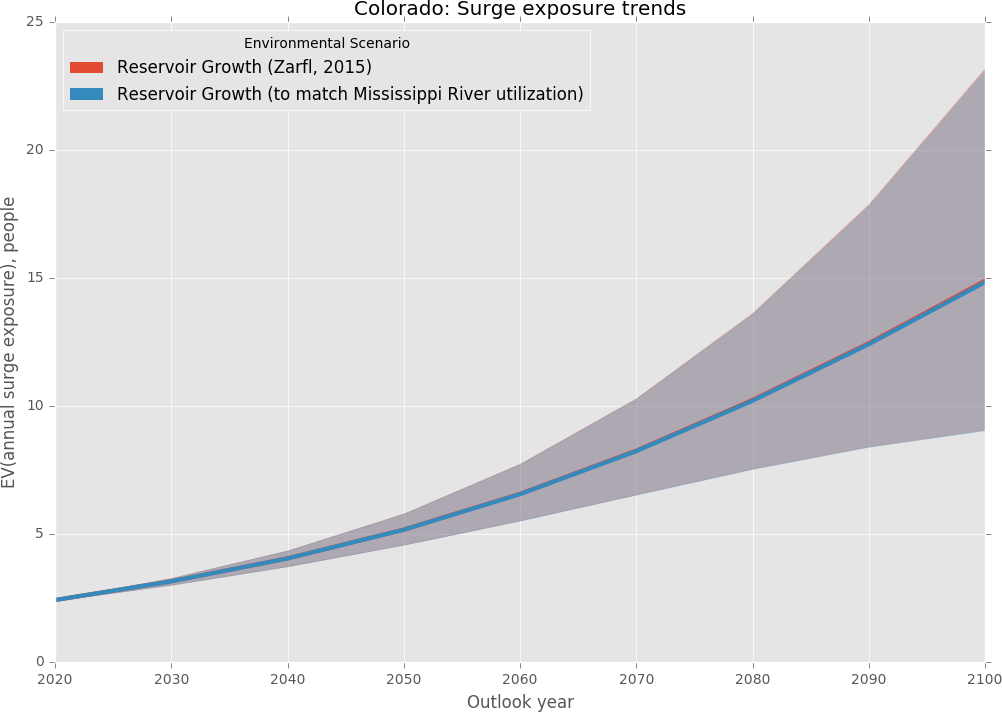 Colorado: Surge exposure trends
Environmental Scenario
Reservoir Growth (Zarfl, 2015)
Reservoir Growth (to match Mississippi River utilization)
EV(annual surge exposure), people
25
20
15
10
5
0
2020 2030 2040 2050 2060 2070 2080 2090 2100
Outlook year